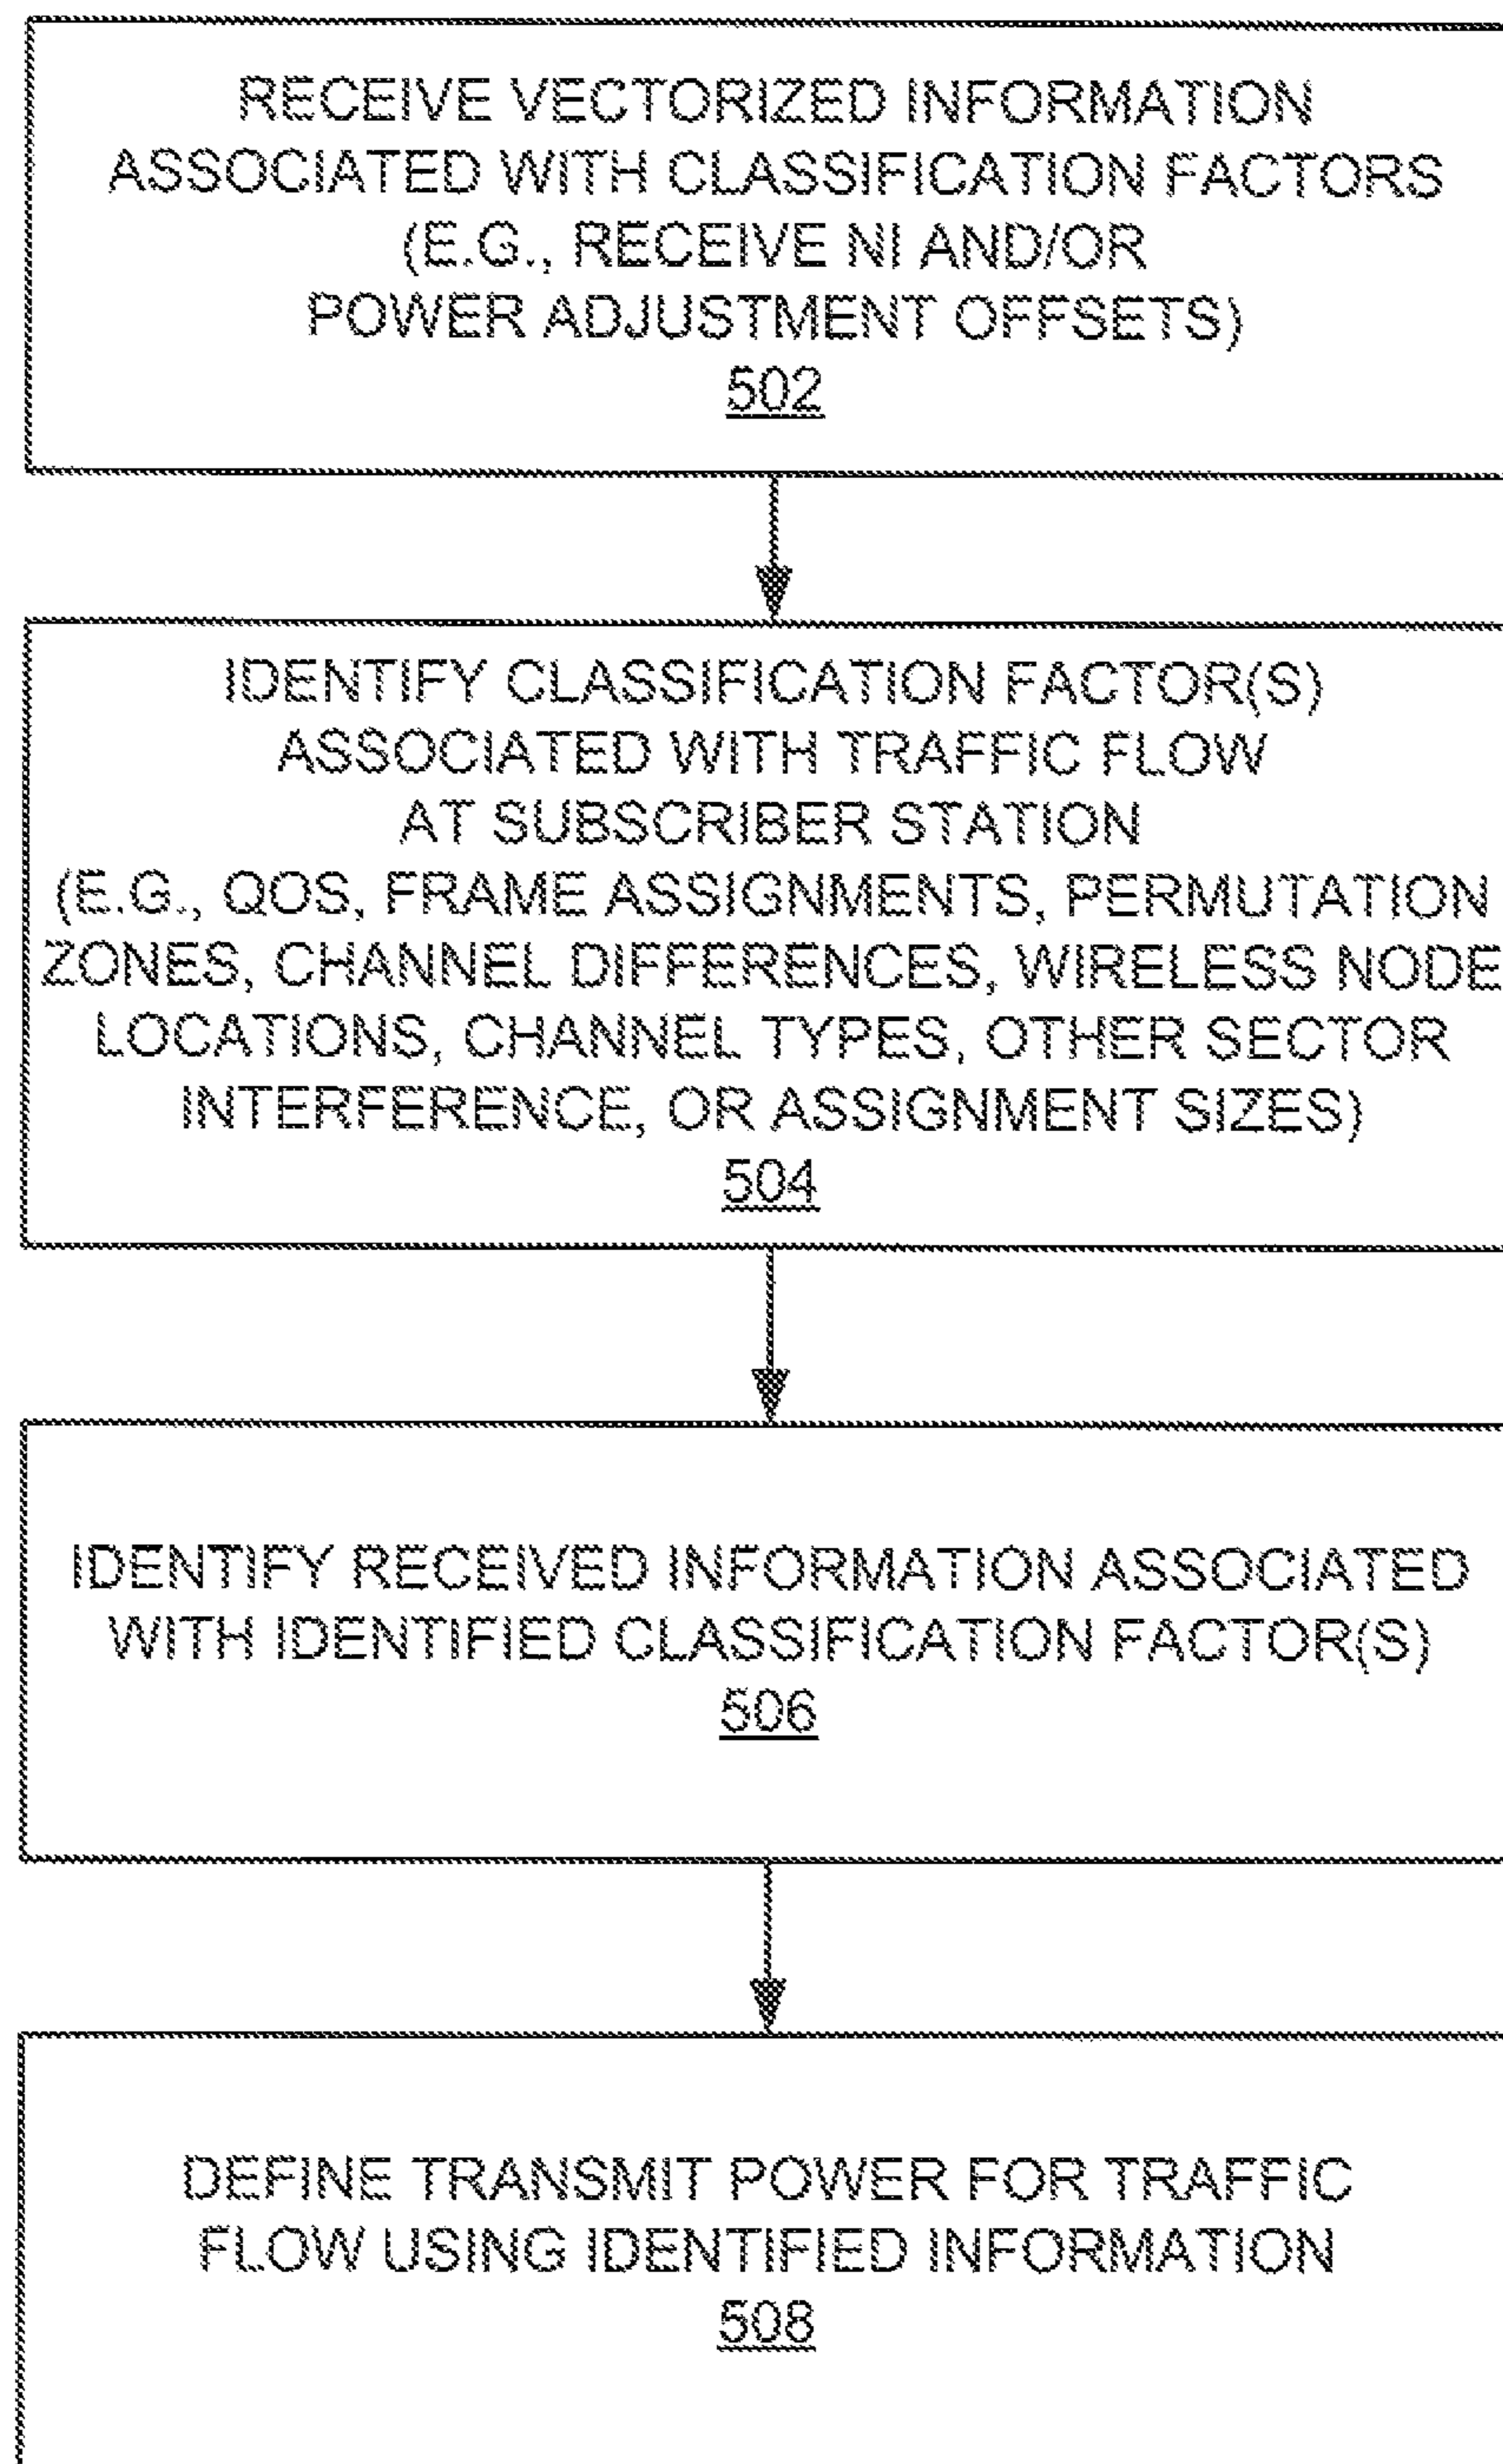 RECEIVE VECTORIZED INFORMATION
ASSOCIATED WITH CLASSIFICATION FACTORS
(E.G., RECEIVE NI AND/OR
POWER ADJUSTMENT OFFSETS)
502
IDENTIFY CLASSIFICATION FACTOR(S)
ASSOCIATED WITH TRAFFIC FLOW
AT SUBSCRIBER STATION
(E.G., QOS, FRAME ASSIGNMENTS, PERMUTATION
ZONES, CHANNEL DIFFERENCES, WIRELESS NODE
LOCATIONS, CHANNEL TYPES, OTHER SECTOR
INTERFERENCE, OR ASSIGNMENT SIZES)
504
IDENTIFY RECEIVED INFORMATION ASSOCIATED
WITH IDENTIFIED CLASSIFICATION FACTOR(S)
506
DEFINE TRANSMIT POWER FOR TRAFFIC
FLOW USING IDENTIFIED INFORMATION
508